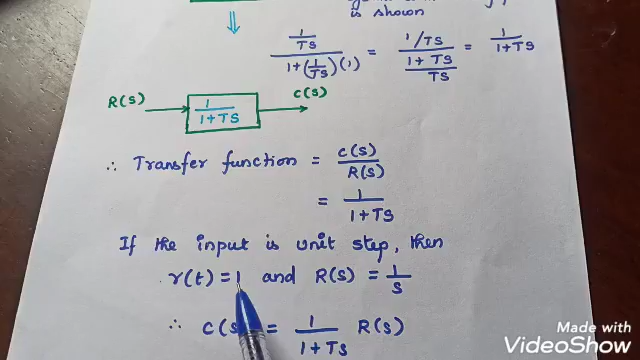 is shown
1/TS / 1+(1/TS)(1) = 1/TS / 1+TS/TS = 1/1+TS
R(S) 1/1+TS C(S)
∴ Transfer function = C(S)/R(S)
= 1/1+TS
If the input is unit step, then
r(t) = 1 and R(S) = 1/S
∴ C(S = 1/1+TS R(S)
Made with
VideoShow